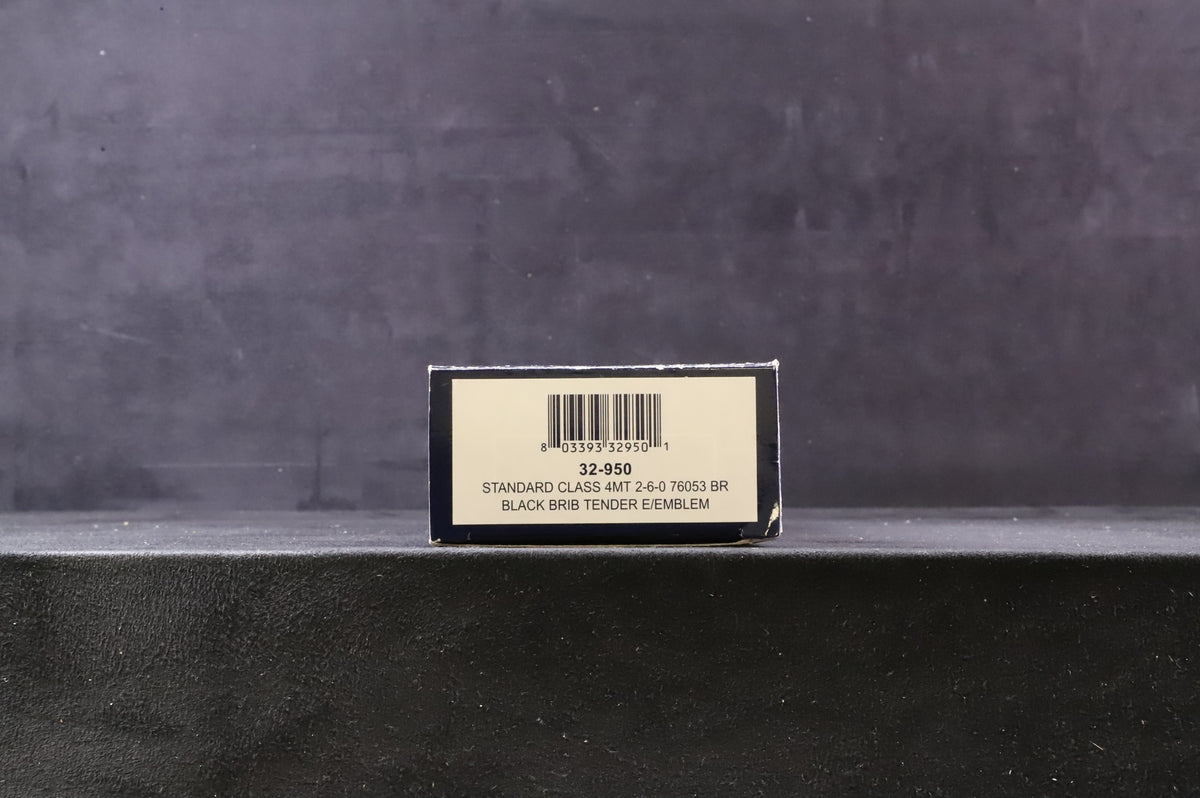 8 03393 32950 1
32-950
STANDARD CLASS 4MT 2-6-0 76053 BR
BLACK BRIB TENDER E/EMBLEM